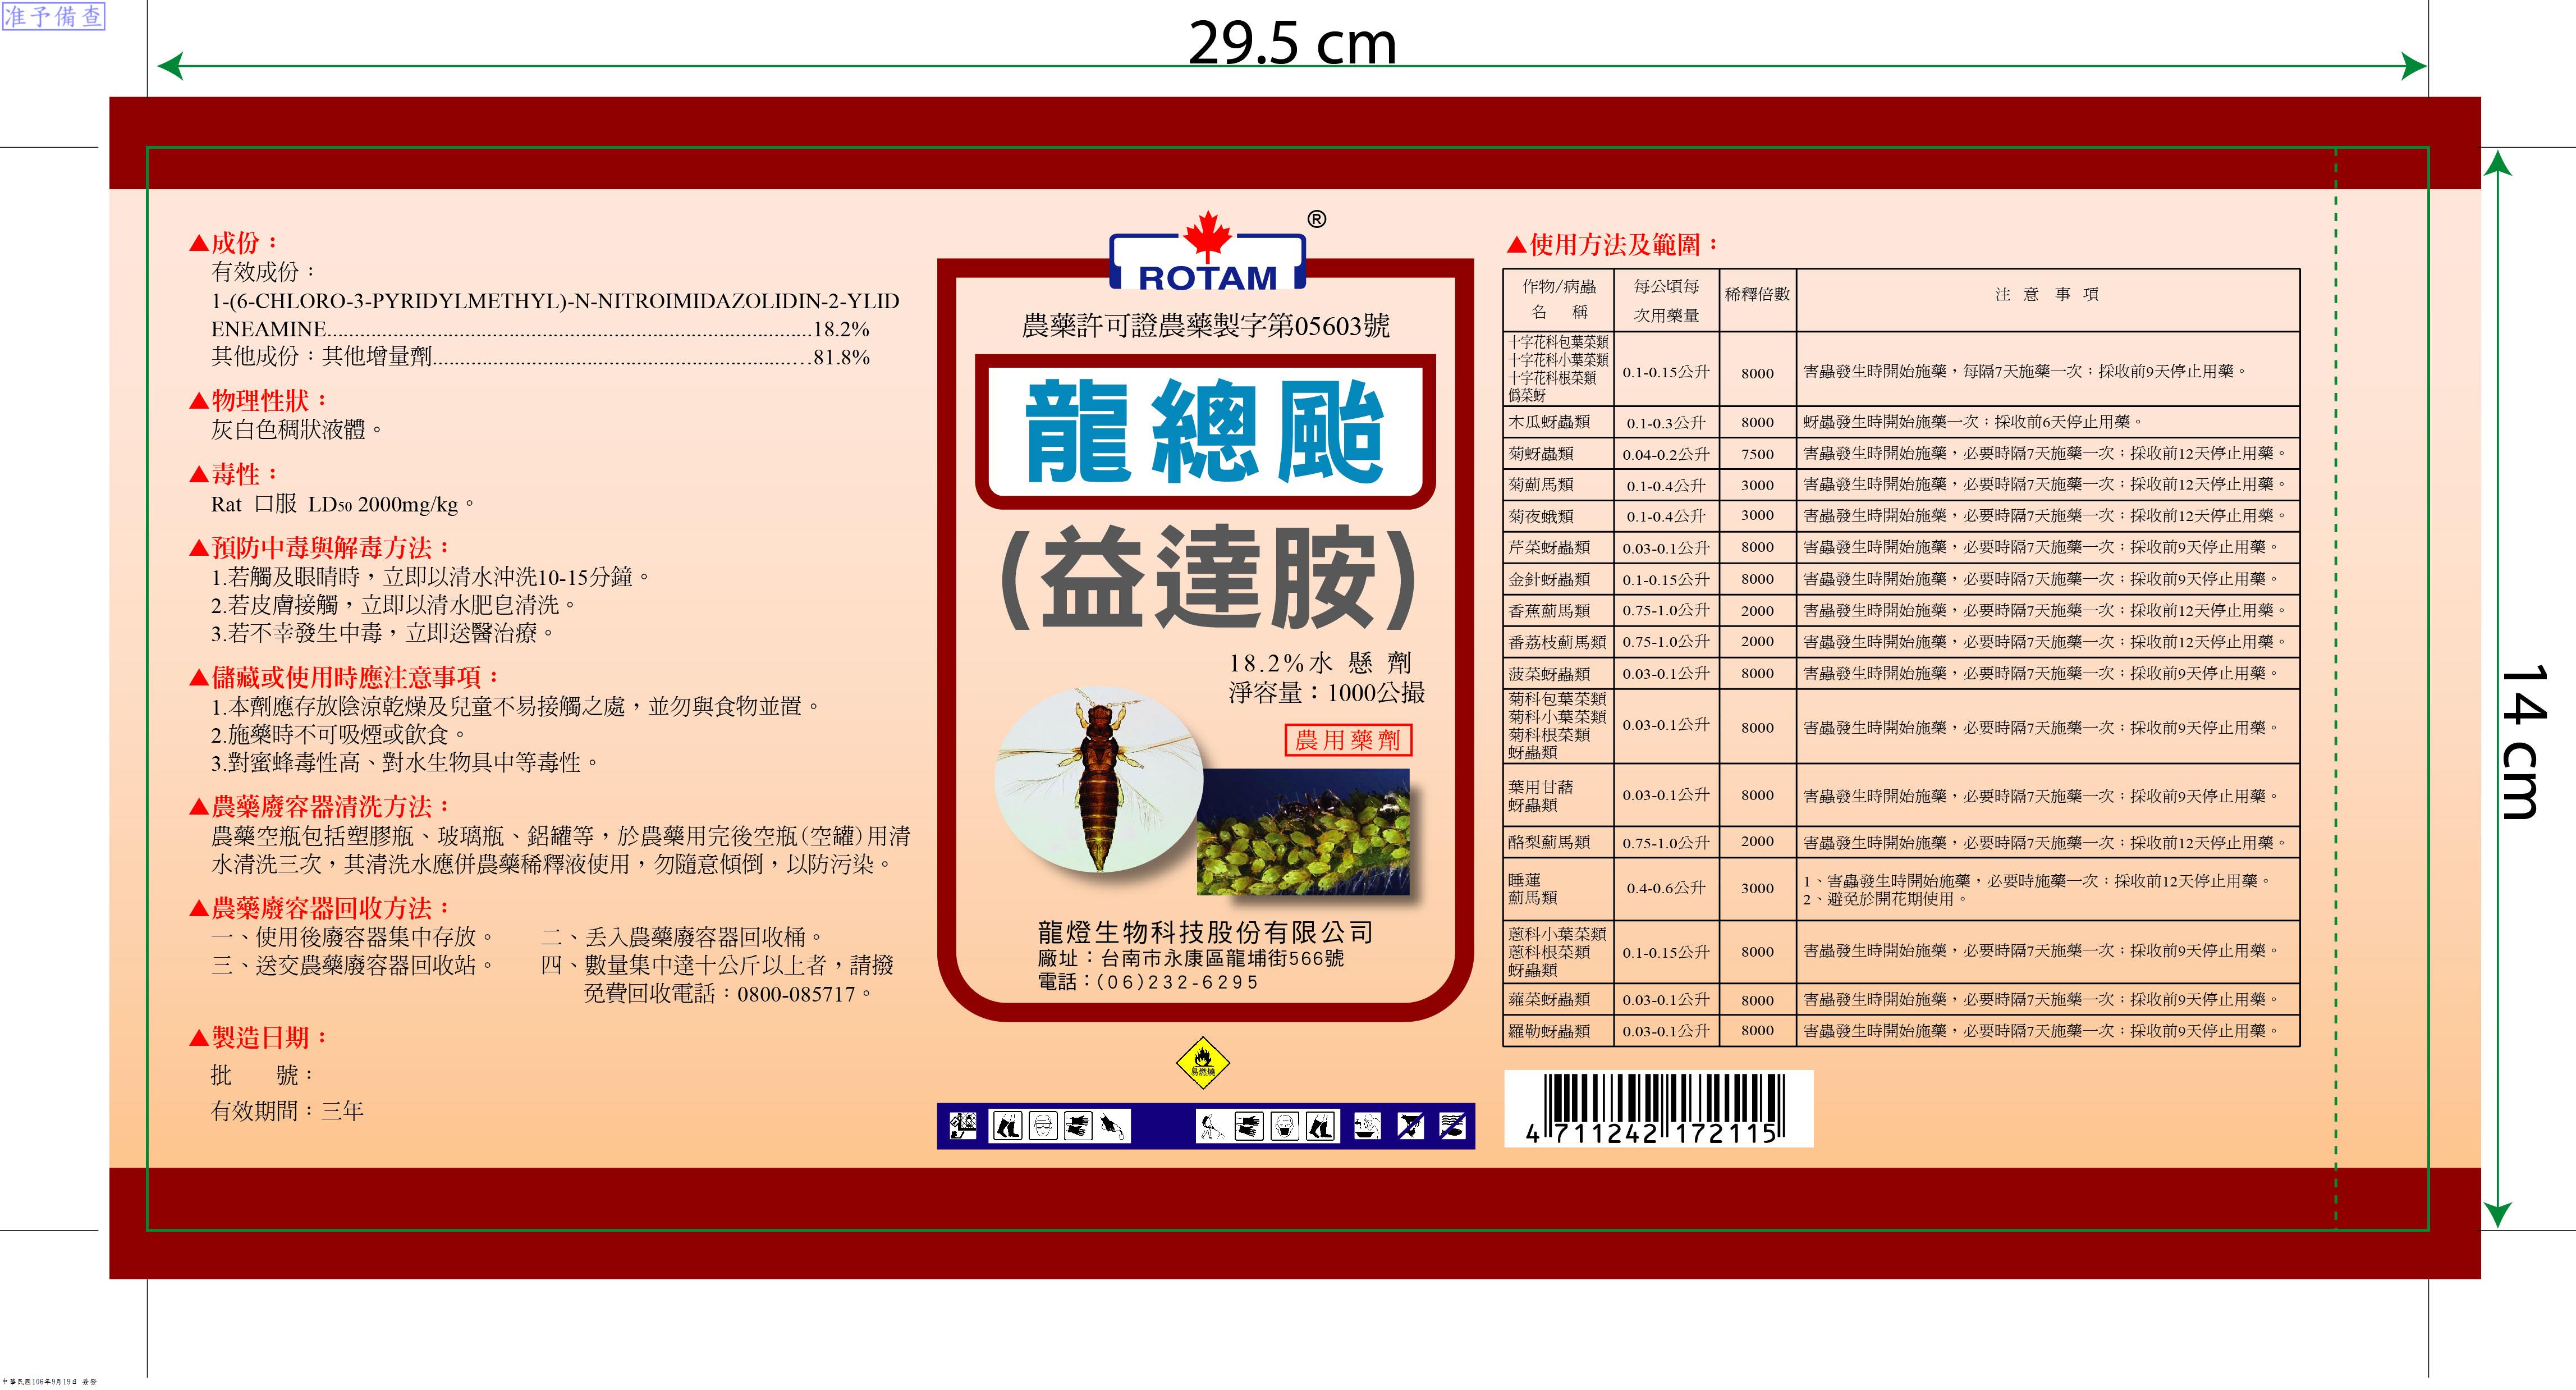 准予備查
29.5 cm
▲成份：
有效成份：
1-(6-CHLORO-3-PYRIDYLMETHYL)-N-NITROIMIDAZOLIDIN-2-YLID
ENEAMINE........................................................................................18.2%
其他成份：其他增量劑.....................................................................81.8%
▲物理性狀：
灰白色稠狀液體。
▲毒性：
Rat 口服 LD50 2000mg/kg。
▲預防中毒與解毒方法：
1.若觸及眼睛時，立即以清水沖洗10-15分鐘。
2.若皮膚接觸，立即以清水肥皂清洗。
3.若不幸發生中毒，立即送醫治療。
▲儲藏或使用時應注意事項：
1.本劑應存放陰涼乾燥及兒童不易接觸之處，並勿與食物並置。
2.施藥時不可吸煙或飲食。
3.對蜜蜂毒性高、對水生物具中等毒性。
▲農藥廢容器清洗方法：
農藥空瓶包括塑膠瓶、玻璃瓶、鋁罐等，於農藥用完後空瓶(空罐)用清
水清洗三次，其清洗水應併農藥稀釋液使用，勿隨意傾倒，以防污染。
▲農藥廢容器回收方法：
一、使用後廢容器集中存放。 二、丟入農藥廢容器回收桶。
三、送交農藥廢容器回收站。 四、數量集中達十公斤以上者，請撥
免費回收電話：0800-085717。
▲製造日期：
批 號：
有效期間：三年
®
ROTAM
農藥許可證農藥製字第05603號
龍總颱
(益達胺)
18.2%水 懸 劑
淨容量：1000公撮
農用藥劑
龍燈生物科技股份有限公司
廠址：台南市永康區龍埔街566號
電話：(06)232-6295
易燃燒
▲使用方法及範圍：
作物/病蟲名 稱 每公頃每次用藥量 稀釋倍數 注 意 事 項
十字花科包葉菜類
十字花科小葉菜類
十字花科根菜類
偽菜蚜 0.1-0.15公升 8000 害蟲發生時開始施藥，每隔7天施藥一次；採收前9天停止用藥。
木瓜蚜蟲類 0.1-0.3公升 8000 蚜蟲發生時開始施藥一次；採收前6天停止用藥。
菊蚜蟲類 0.04-0.2公升 7500 害蟲發生時開始施藥，必要時隔7天施藥一次；採收前12天停止用藥。
菊薊馬類 0.1-0.4公升 3000 害蟲發生時開始施藥，必要時隔7天施藥一次；採收前12天停止用藥。
菊夜蛾類 0.1-0.4公升 3000 害蟲發生時開始施藥，必要時隔7天施藥一次；採收前12天停止用藥。
芹菜蚜蟲類 0.03-0.1公升 8000 害蟲發生時開始施藥，必要時隔7天施藥一次；採收前9天停止用藥。
金針蚜蟲類 0.1-0.15公升 8000 害蟲發生時開始施藥，必要時隔7天施藥一次；採收前9天停止用藥。
香蕉薊馬類 0.75-1.0公升 2000 害蟲發生時開始施藥，必要時隔7天施藥一次；採收前12天停止用藥。
番荔枝薊馬類 0.75-1.0公升 2000 害蟲發生時開始施藥，必要時隔7天施藥一次；採收前12天停止用藥。
菠菜蚜蟲類 0.03-0.1公升 8000 害蟲發生時開始施藥，必要時隔7天施藥一次；採收前9天停止用藥。
菊科包葉菜類
菊科小葉菜類
菊科根菜類
蚜蟲類 0.03-0.1公升 8000 害蟲發生時開始施藥，必要時隔7天施藥一次；採收前9天停止用藥。
葉用甘藷
蚜蟲類 0.03-0.1公升 8000 害蟲發生時開始施藥，必要時隔7天施藥一次；採收前9天停止用藥。
酪梨薊馬類 0.75-1.0公升 2000 害蟲發生時開始施藥，必要時隔7天施藥一次；採收前12天停止用藥。
睡蓮
薊馬類 0.4-0.6公升 3000 1、害蟲發生時開始施藥，必要時施藥一次；採收前12天停止用藥。
2、避免於開花期使用。
蔥科小葉菜類
蔥科根菜類
蚜蟲類 0.1-0.15公升 8000 害蟲發生時開始施藥，必要時隔7天施藥一次；採收前9天停止用藥。
蕹菜蚜蟲類 0.03-0.1公升 8000 害蟲發生時開始施藥，必要時隔7天施藥一次；採收前9天停止用藥。
羅勒蚜蟲類 0.03-0.1公升 8000 害蟲發生時開始施藥，必要時隔7天施藥一次；採收前9天停止用藥。
4 711242 172115
14 cm
中華民國106年9月19日 簽發